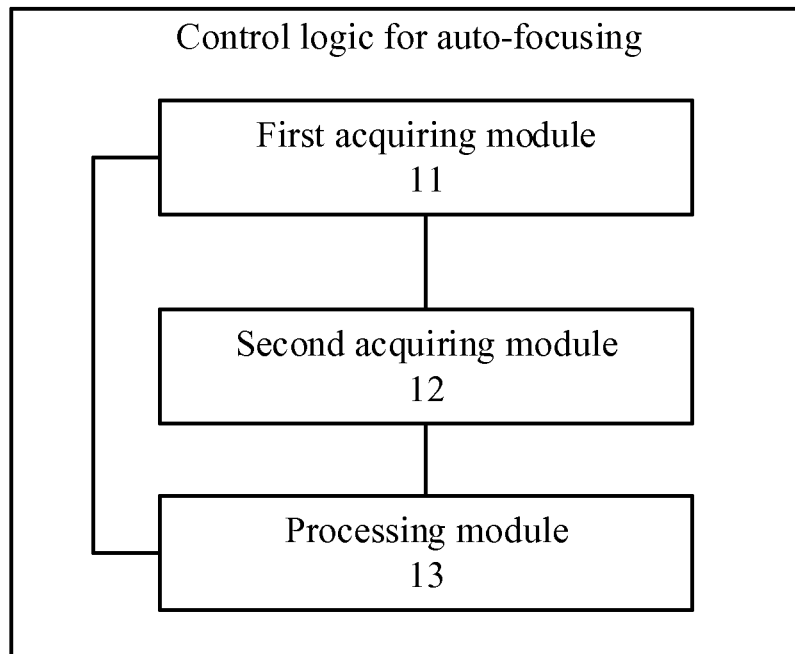 Control logic for auto-focusing
First acquiring module
11
Second acquiring module
12
Processing module
13